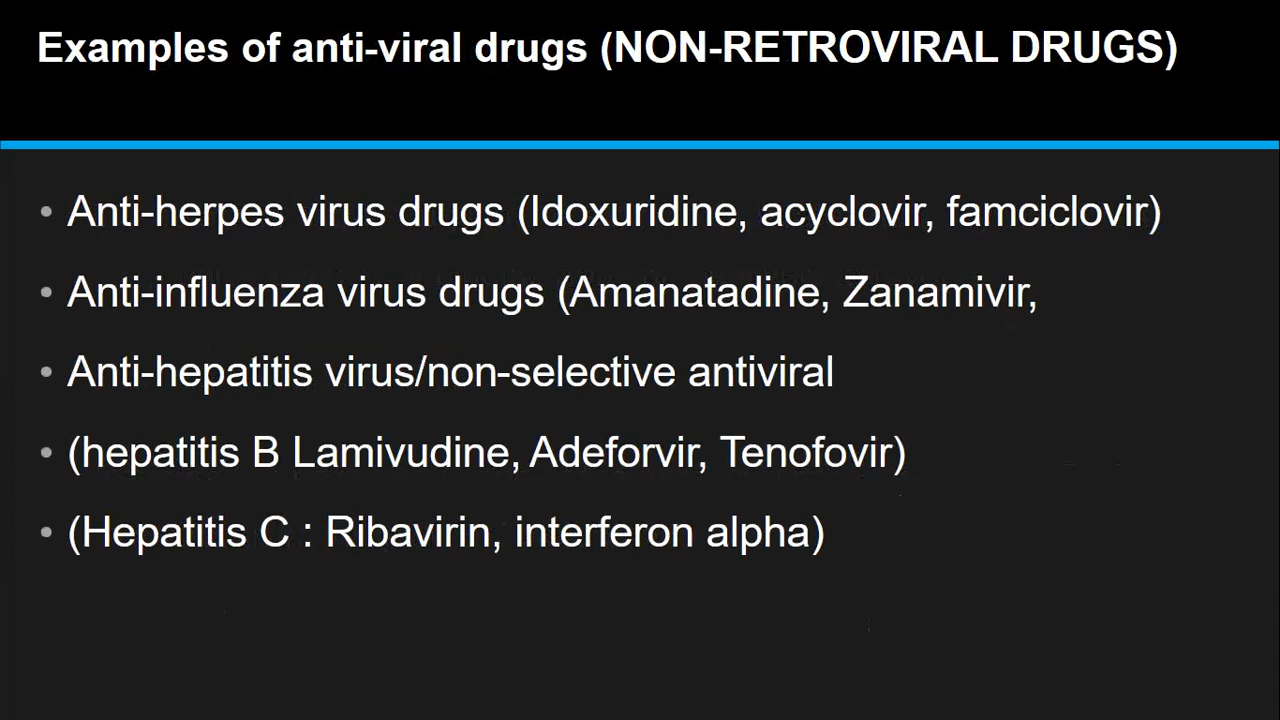 Examples of anti-viral drugs (NON-RETROVIRAL DRUGS)
• Anti-herpes virus drugs (Idoxuridine, acyclovir, famciclovir)
• Anti-influenza virus drugs (Amanatadine, Zanamivir,
• Anti-hepatitis virus/non-selective antiviral
• (hepatitis B Lamivudine, Adeforvir, Tenofovir)
• (Hepatitis C : Ribavirin, interferon alpha)